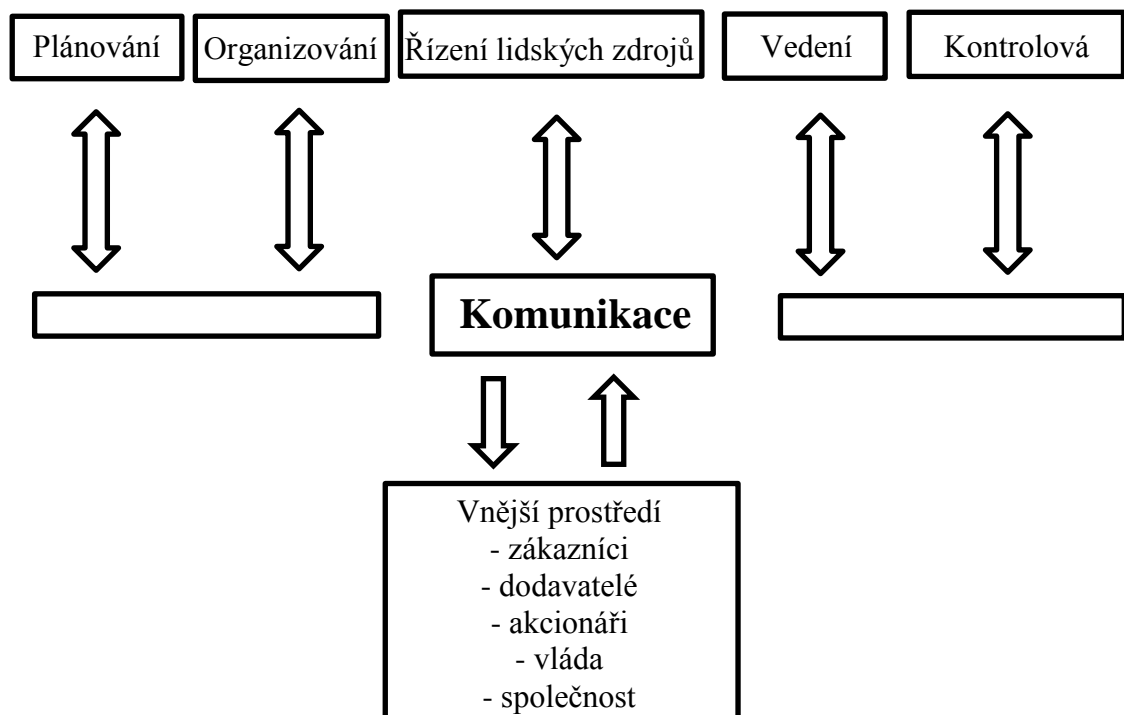 Plánování
Organizování
Řízení lidských zdrojů
Vedení
Kontrolová
Komunikace
Vnější prostředí
- zákazníci
- dodavatelé
- akcionáři
- vláda
- společnost